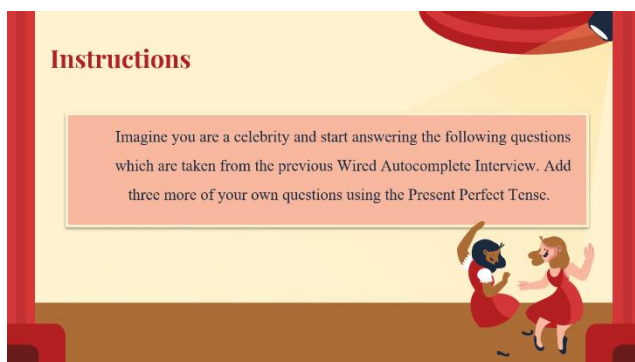 Instructions
Imagine you are a celebrity and start answering the following questions
which are taken from the previous Wired Autocomplete Interview. Add
three more of your own questions using the Present Perfect Tense.